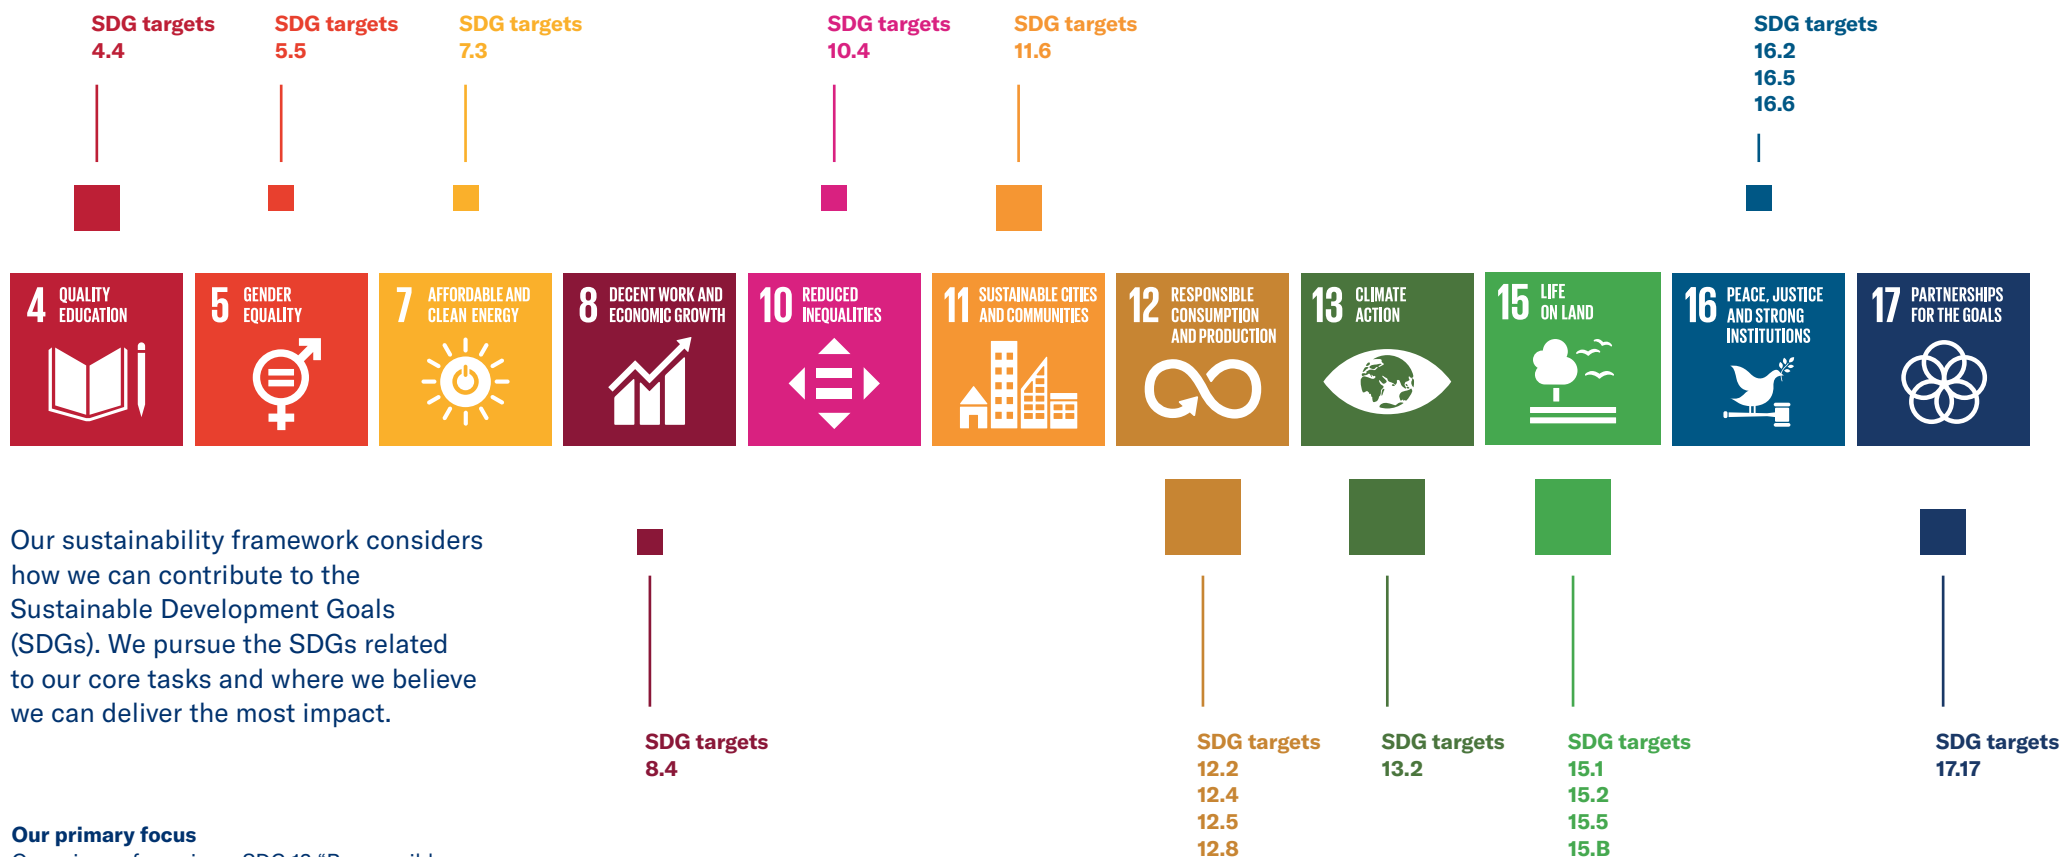 SDG targets
4.4
SDG targets
5.5
SDG targets
7.3
SDG targets
10.4
SDG targets
11.6
SDG targets
16.2
16.5
16.6
4 QUALITY
EDUCATION
5 GENDER
EQUALITY
7 AFFORDABLE AND
CLEAN ENERGY
8 DECENT WORK AND
ECONOMIC GROWTH
10 REDUCED
INEQUALITIES
11 SUSTAINABLE CITIES
AND COMMUNITIES
12 RESPONSIBLE
CONSUMPTION
AND PRODUCTION
13 CLIMATE
ACTION
15 LIFE
ON LAND
16 PEACE, JUSTICE
AND STRONG
INSTITUTIONS
17 PARTNERSHIPS
FOR THE GOALS
Our sustainability framework considers
how we can contribute to the
Sustainable Development Goals
(SDGs). We pursue the SDGs related
to our core tasks and where we believe
we can deliver the most impact.
SDG targets
8.4
SDG targets
12.2
12.4
12.5
12.8
SDG targets
13.2
SDG targets
15.1
15.2
15.5
15.B
SDG targets
17.17
Our primary focus